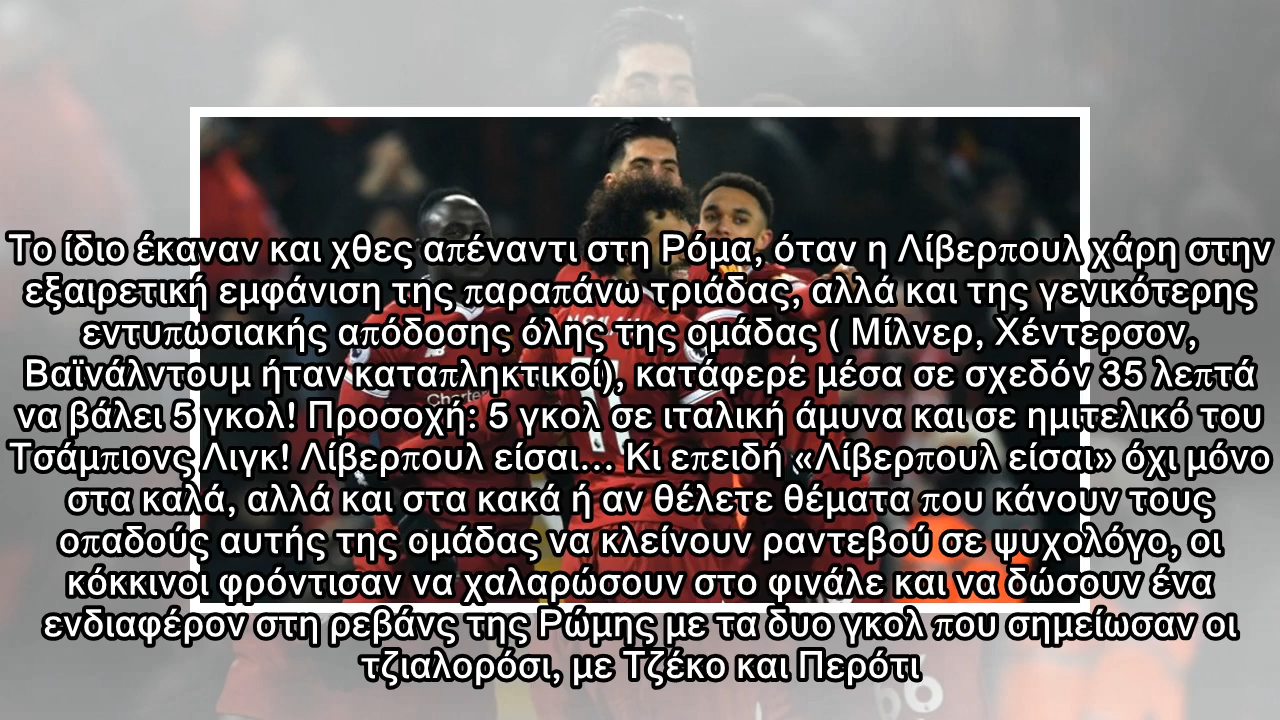 Το ίδιο έκαναν και χθες απέναντι στη Ρόμα, όταν η Λίβερπουλ χάρη στην
εξαιρετική εμφάνιση της παραπάνω τριάδας, αλλά και της γενικότερης
εντυπωσιακής απόδοσης όλης της ομάδας ( Μίλνερ, Χέντερσον,
Βαϊνάλντουμ ήταν καταπληκτικοί), κατάφερε μέσα σε σχεδόν 35 λεπτά
να βάλει 5 γκολ! Προσοχή: 5 γκολ σε ιταλική άμυνα και σε ημιτελικό του
Τσάμπιονς Λιγκ! Λίβερπουλ είσαι... Κι επειδή «Λίβερπουλ είσαι» όχι μόνο
στα καλά, αλλά και στα κακά ή αν θέλετε θέματα που κάνουν τους
οπαδούς αυτής της ομάδας να κλείνουν ραντεβού σε ψυχολόγο, οι
κόκκινοι φρόντισαν να χαλαρώσουν στο φινάλε και να δώσουν ένα
ενδιαφέρον στη ρεβάνς της Ρώμης με τα δυο γκολ που σημείωσαν οι
τζιαλορόσι, με Τζέκο και Περότι